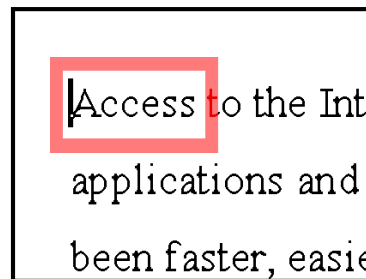 Access to the Int
applications and
been faster, easie